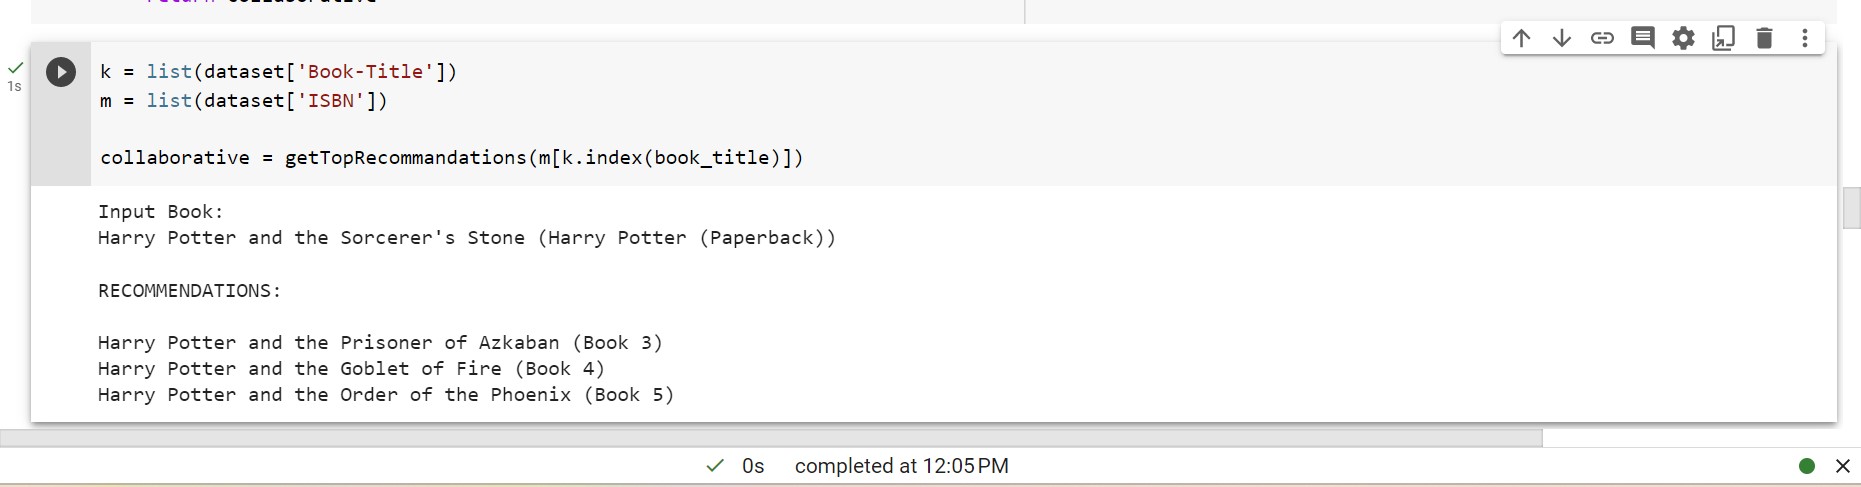 k = list(dataset['Book-Title'])
1s
m = list(dataset['ISBN'])
collaborative = getTopRecommandations(m[k.index(book_title)])
Input Book:
Harry Potter and the Sorcerer's Stone (Harry Potter (Paperback))
RECOMMENDATIONS:
Harry Potter and the Prisoner of Azkaban (Book 3)
Harry Potter and the Goblet of Fire (Book 4)
Harry Potter and the Order of the Phoenix (Book 5)
0s completed at 12:05 PM